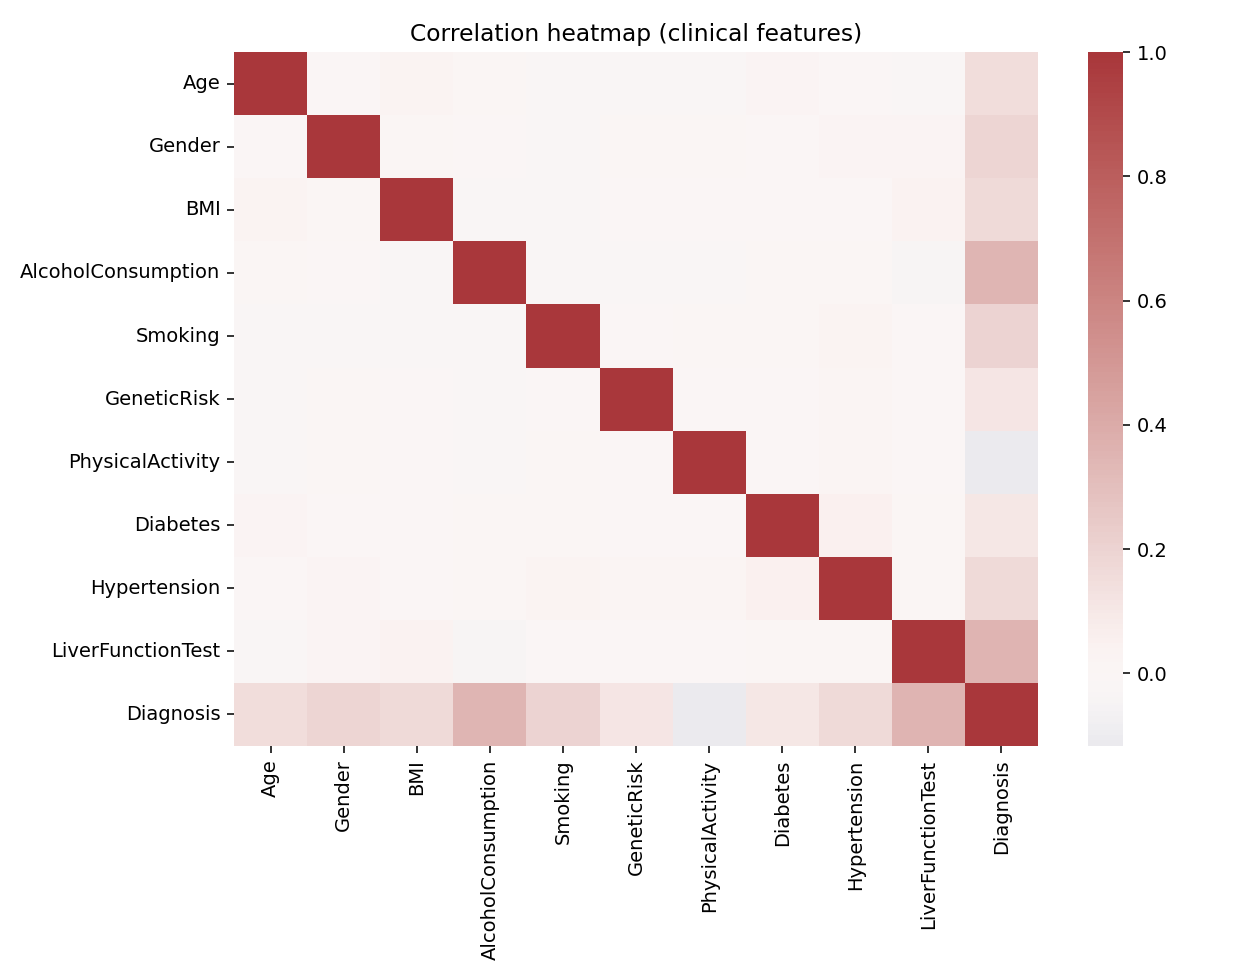 Correlation heatmap (clinical features)
Age
Gender
BMI
AlcoholConsumption
Smoking
GeneticRisk
PhysicalActivity
Diabetes
Hypertension
LiverFunctionTest
Diagnosis
Age
Gender
BMI
AlcoholConsumption
Smoking
GeneticRisk
PhysicalActivity
Diabetes
Hypertension
LiverFunctionTest
Diagnosis
1.0
0.8
0.6
0.4
0.2
0.0